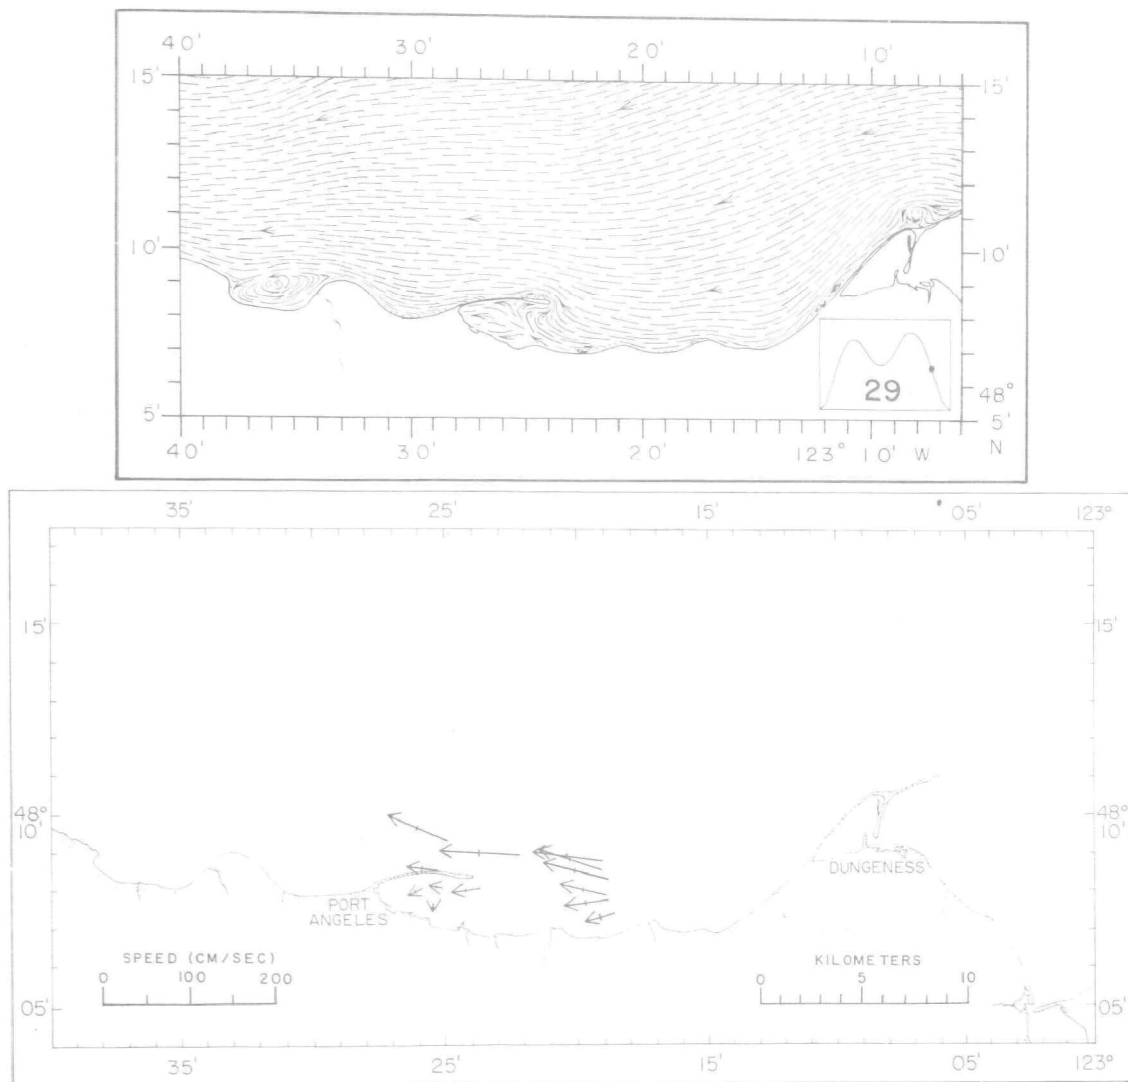 40' 30' 20' 10'
15' 15'
10' 10'
29
48°
5' 5'
N
40' 30' 20' 123° 10' W
35' 25' 15' 05' 123°
15' 15'
48° 48°
10' 10'
DUNGENESS
PORT
ANGELES
SPEED (CM/SEC) KILOMETERS
0 100 200 0 5 10
05' 05'
35' 25' 15' 05' 123°